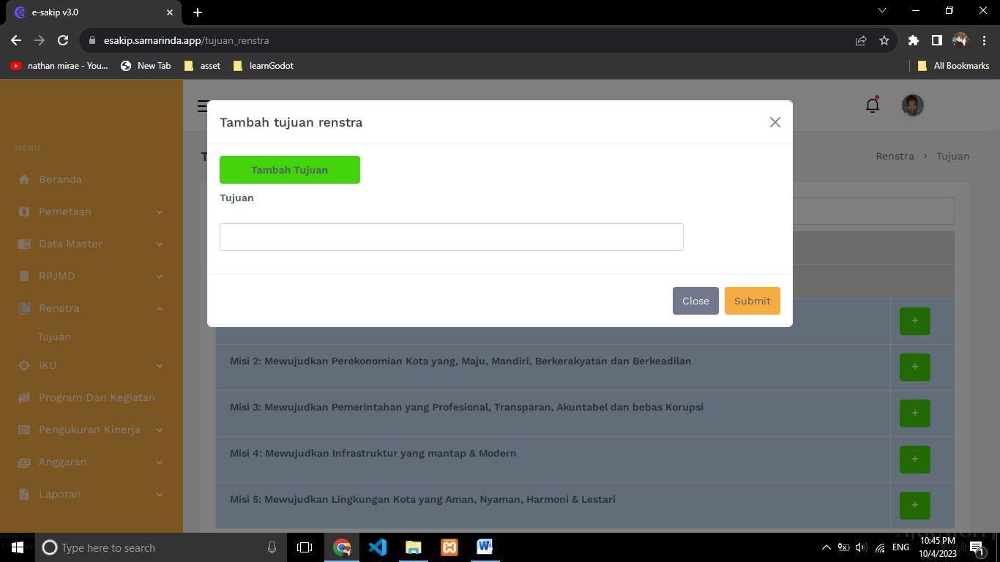 e-sakip v3.0
esakip.samarinda.app/tujuan_renstra
nathan mirae - You...
New Tab
asset
learnGodot
All Bookmarks
Tambah tujuan renstra
Tambah Tujuan
Tujuan
Close
Submit
MENU
Beranda
Pemetaan
Data Master
RPJMD
Renstra
Tujuan
IKU
Program Dan Kegiatan
Pengukuran Kinerja
Anggaran
Laporan
Renstra > Tujuan
+
Misi 2: Mewujudkan Perekonomian Kota yang, Maju, Mandiri, Berkerakyatan dan Berkeadilan
+
Misi 3: Mewujudkan Pemerintahan yang Profesional, Transparan, Akuntabel dan bebas Korupsi
+
Misi 4: Mewujudkan Infrastruktur yang mantap & Modern
+
Misi 5: Mewujudkan Lingkungan Kota yang Aman, Nyaman, Harmoni & Lestari
+
Type here to search
ENG
10:45 PM
10/4/2023
1